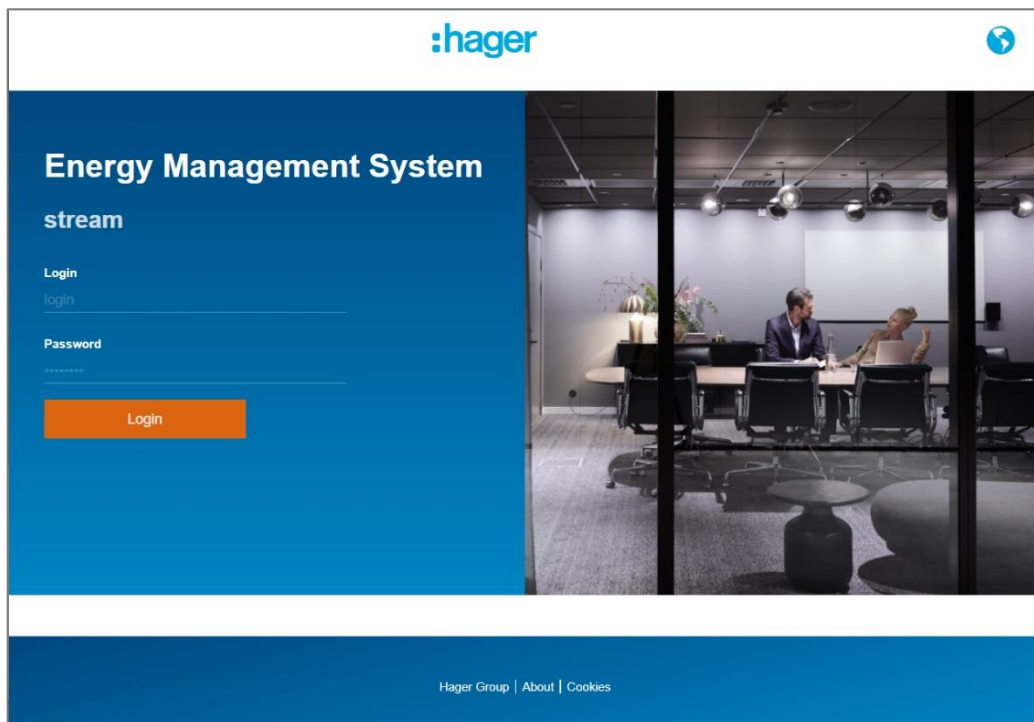 :hager
Energy Management System
stream
Login
login
Password
********
Login
Hager Group | About | Cookies